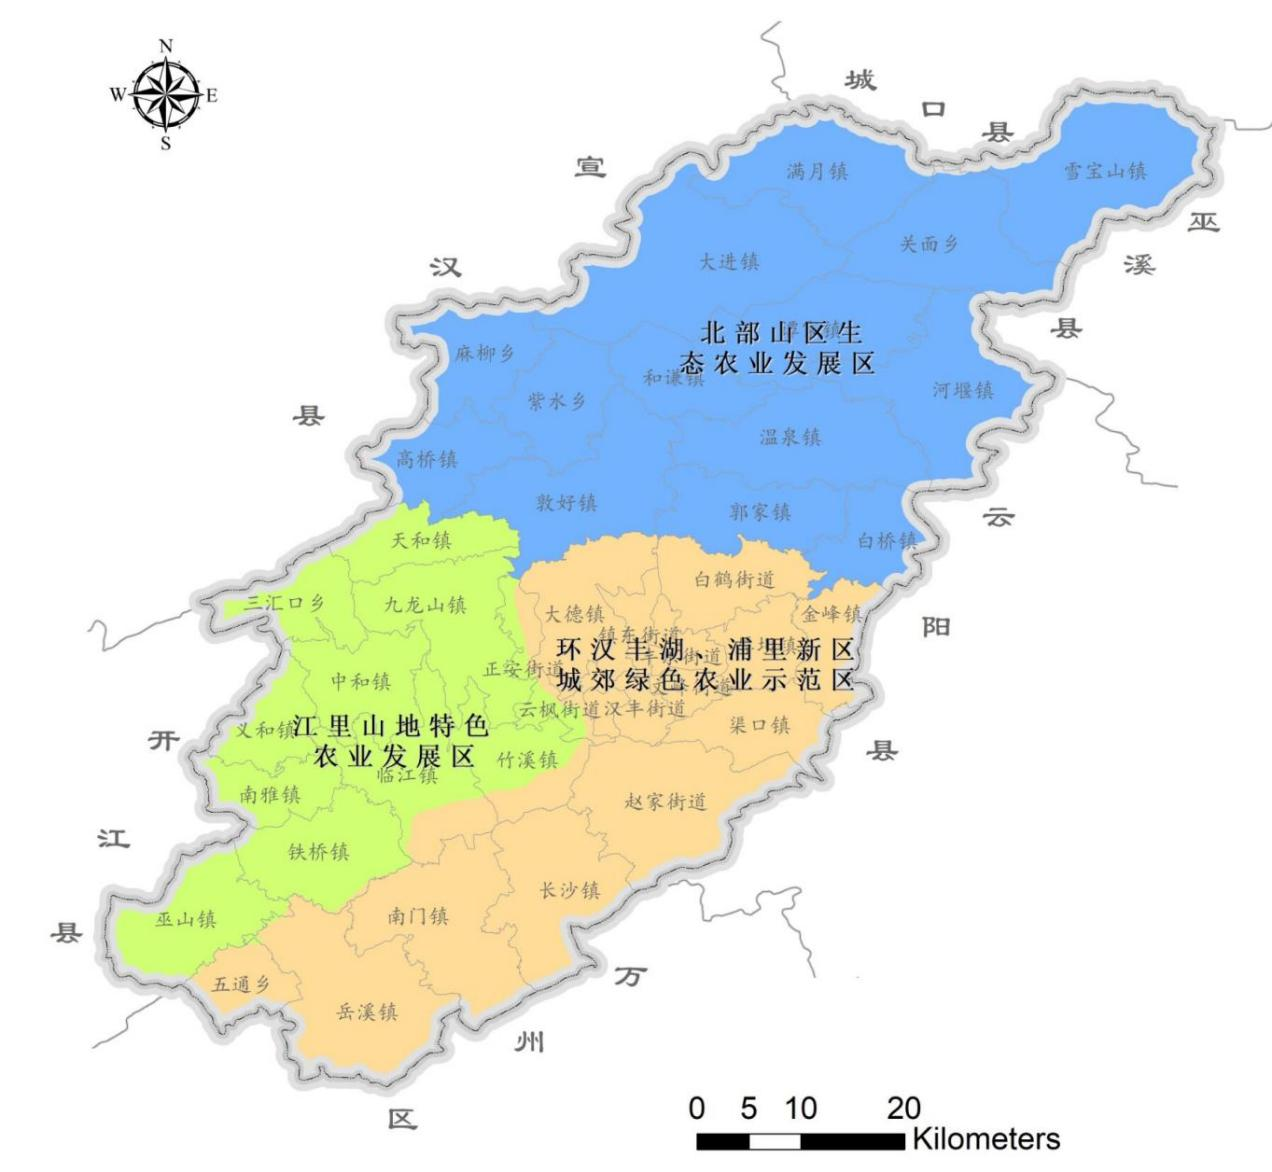 N
W E
S
城
口
县
宣
汉
县
巫
溪
县
满月镇
雪宝山镇
关面乡
大进镇
北部山区生
态农业发展区
麻柳乡
和谦镇
紫水乡
河堰镇
温泉镇
高桥镇
敦好镇
郭家镇
白桥镇
云
阳
县
天和镇
三汇口乡
九龙山镇
白鹤街道
大德镇
金峰镇
镇东街道
环汉丰湖、浦里新区
城郊绿色农业示范区
正安街道
中和镇
云枫街道
汉丰街道
渠口镇
义和镇
江里山地特色
农业发展区
临江镇
竹溪镇
南雅镇
赵家街道
开
江
县
铁桥镇
长沙镇
巫山镇
南门镇
五通乡
岳溪镇
万
州
区
0 5 10 20
Kilometers